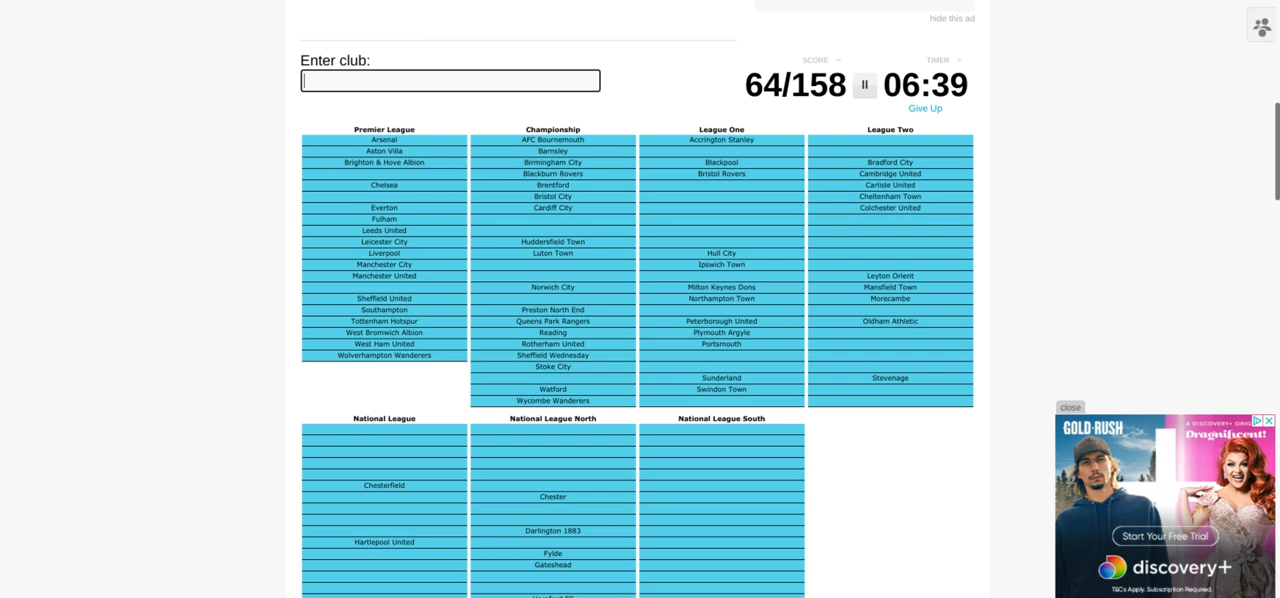 hide this ad
Enter club:
SCORE
TIMER
64/158
06:39
Give Up
Premier League
Arsenal
Aston Villa
Brighton & Hove Albion
Chelsea
Everton
Fulham
Leeds United
Leicester City
Liverpool
Manchester City
Manchester United
Sheffield United
Southampton
Tottenham Hotspur
West Bromwich Albion
West Ham United
Wolverhampton Wanderers
Championship
AFC Bournemouth
Barnsley
Birmingham City
Blackburn Rovers
Brentford
Bristol City
Cardiff City
Huddersfield Town
Luton Town
Norwich City
Preston North End
Queens Park Rangers
Reading
Rotherham United
Sheffield Wednesday
Stoke City
Watford
Wycombe Wanderers
League One
Accrington Stanley
Blackpool
Bristol Rovers
Hull City
Ipswich Town
Milton Keynes Dons
Northampton Town
Peterborough United
Plymouth Argyle
Portsmouth
Sunderland
Swindon Town
League Two
Bradford City
Cambridge United
Carlisle United
Cheltenham Town
Colchester United
Leyton Orient
Mansfield Town
Morecambe
Oldham Athletic
Stevenage
National League
Chesterfield
Hartlepool United
National League North
Chester
Darlington 1883
Fylde
Gateshead
National League South
close
GOLD RUSH
A DISCOVERY+ ORIG
Dragnificent!
Start Your Free Trial
discovery+
T&Cs Apply. Subscription Required.